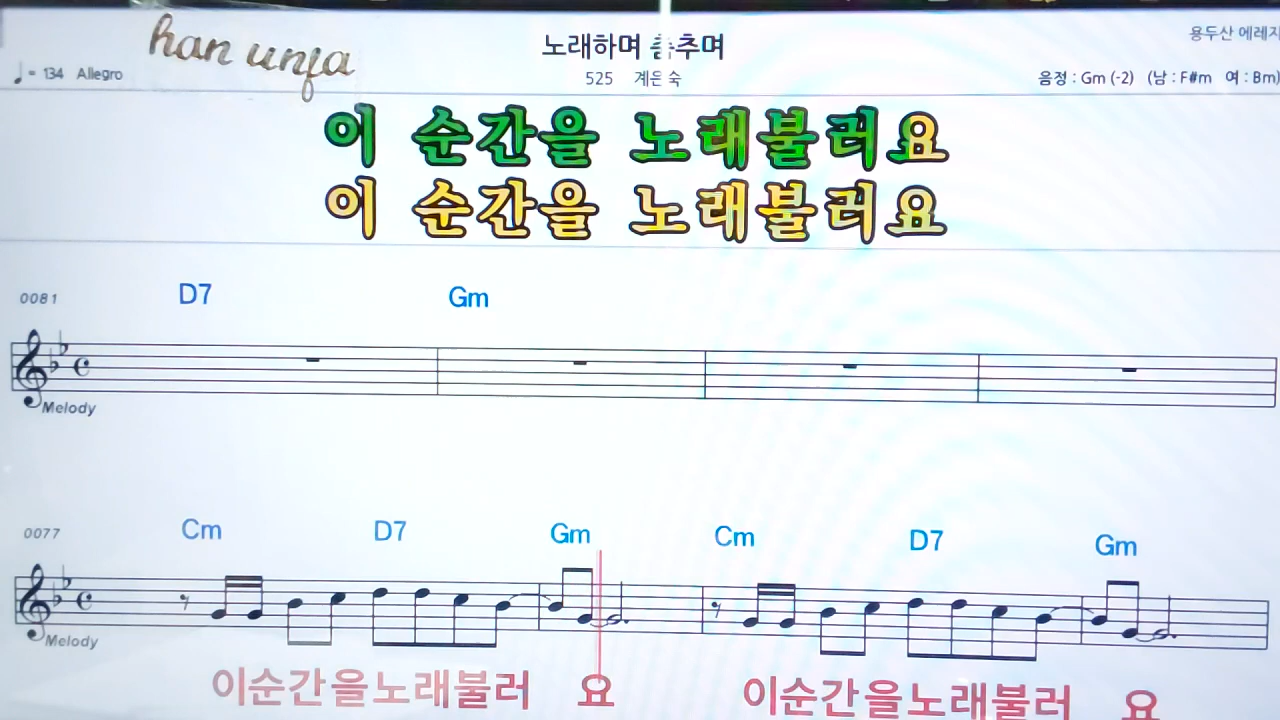 han unja
노래하며 춤추며
용두산 에레지
♩= 134 Allegro
525 계은숙
음정 : Gm (-2) (남 : F#m 여 : Bm)
이 순간을 노래불러요
이 순간을 노래불러요
0081 D7 Gm
Melody
0077 Cm D7 Gm Cm D7 Gm
Melody
이순간을노래불러 요 이순간을노래불러 요